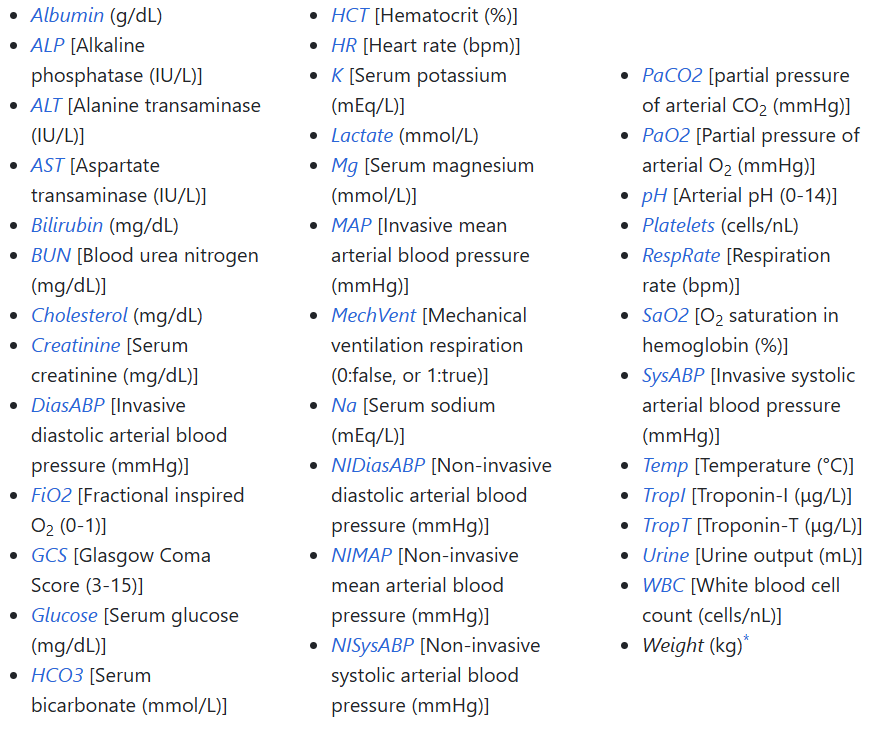 • Albumin (g/dL)
• ALP [Alkaline
phosphatase (IU/L)]
• ALT [Alanine transaminase
(IU/L)]
• AST [Aspartate
transaminase (IU/L)]
• Bilirubin (mg/dL)
• BUN [Blood urea nitrogen
(mg/dL)]
• Cholesterol (mg/dL)
• Creatinine [Serum
creatinine (mg/dL)]
• DiasABP [Invasive
diastolic arterial blood
pressure (mmHg)]
• FiO2 [Fractional inspired
O₂ (0-1)]
• GCS [Glasgow Coma
Score (3-15)]
• Glucose [Serum glucose
(mg/dL)]
• HCO3 [Serum
bicarbonate (mmol/L)]
• HCT [Hematocrit (%)]
• HR [Heart rate (bpm)]
• K [Serum potassium
(mEq/L)]
• Lactate (mmol/L)
• Mg [Serum magnesium
(mmol/L)]
• MAP [Invasive mean
arterial blood pressure
(mmHg)]
• MechVent [Mechanical
ventilation respiration
(0:false, or 1:true)]
• Na [Serum sodium
(mEq/L)]
• NIDiasABP [Non-invasive
diastolic arterial blood
pressure (mmHg)]
• NIMAP [Non-invasive
mean arterial blood
pressure (mmHg)]
• NISysABP [Non-invasive
systolic arterial blood
pressure (mmHg)]
• PaCO2 [partial pressure
of arterial CO₂ (mmHg)]
• PaO2 [Partial pressure of
arterial O₂ (mmHg)]
• pH [Arterial pH (0-14)]
• Platelets (cells/nL)
• RespRate [Respiration
rate (bpm)]
• SaO2 [O₂ saturation in
hemoglobin (%)]
• SysABP [Invasive systolic
arterial blood pressure
(mmHg)]
• Temp [Temperature (°C)]
• TropI [Troponin-I (μg/L)]
• TropT [Troponin-T (μg/L)]
• Urine [Urine output (mL)]
• WBC [White blood cell
count (cells/nL)]
• Weight (kg)*